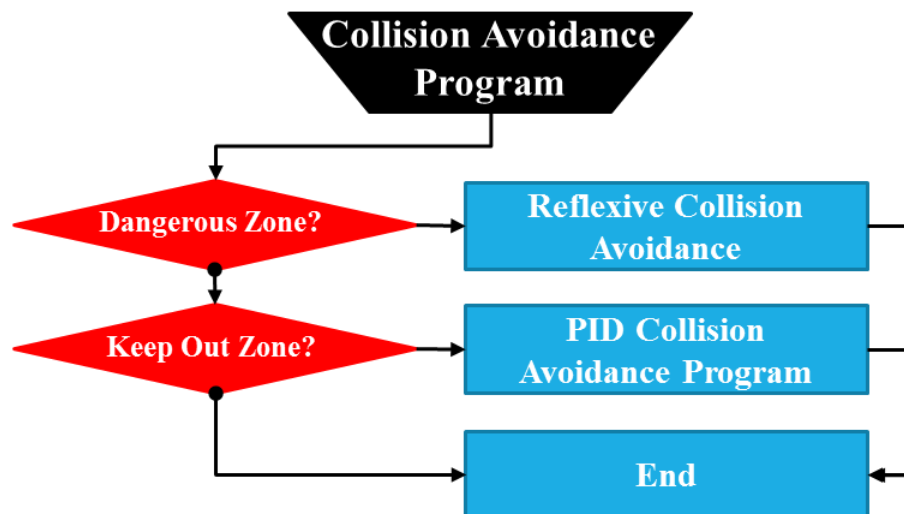 Collision Avoidance
Program
Dangerous Zone?
Reflexive Collision
Avoidance
Keep Out Zone?
PID Collision
Avoidance Program
End